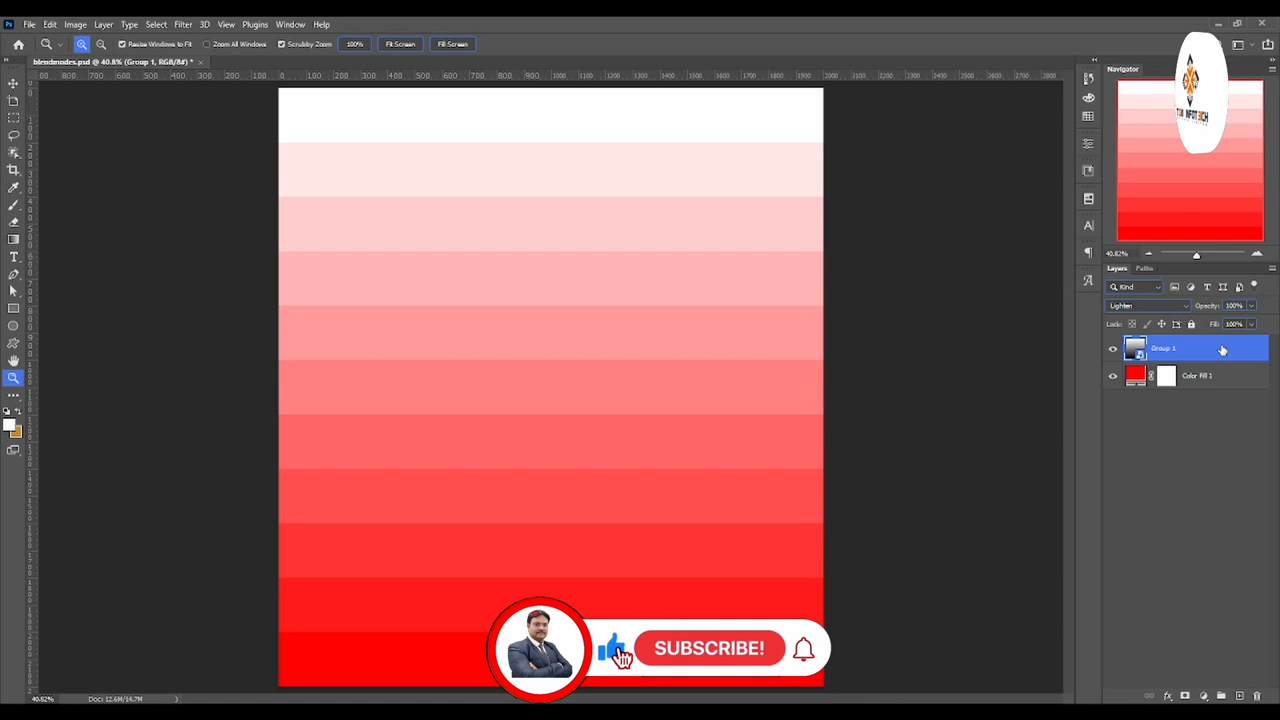 File Edit Image Layer Type Select Filter 3D View Plugins Window Help
Resize Windows to Fit Zoom All Windows Scrubby Zoom 100% Fit Screen Fill Screen
blendmodes.psd @ 40.8% (Group 1, RGB/8#) *
Navigator
40.82%
Layers Paths
Kind
Lighten Opacity: 100%
Lock: Fill: 100%
Group 1
Color Fill 1
SUBSCRIBE!
40.82% Doc: 12.6M/14.7M